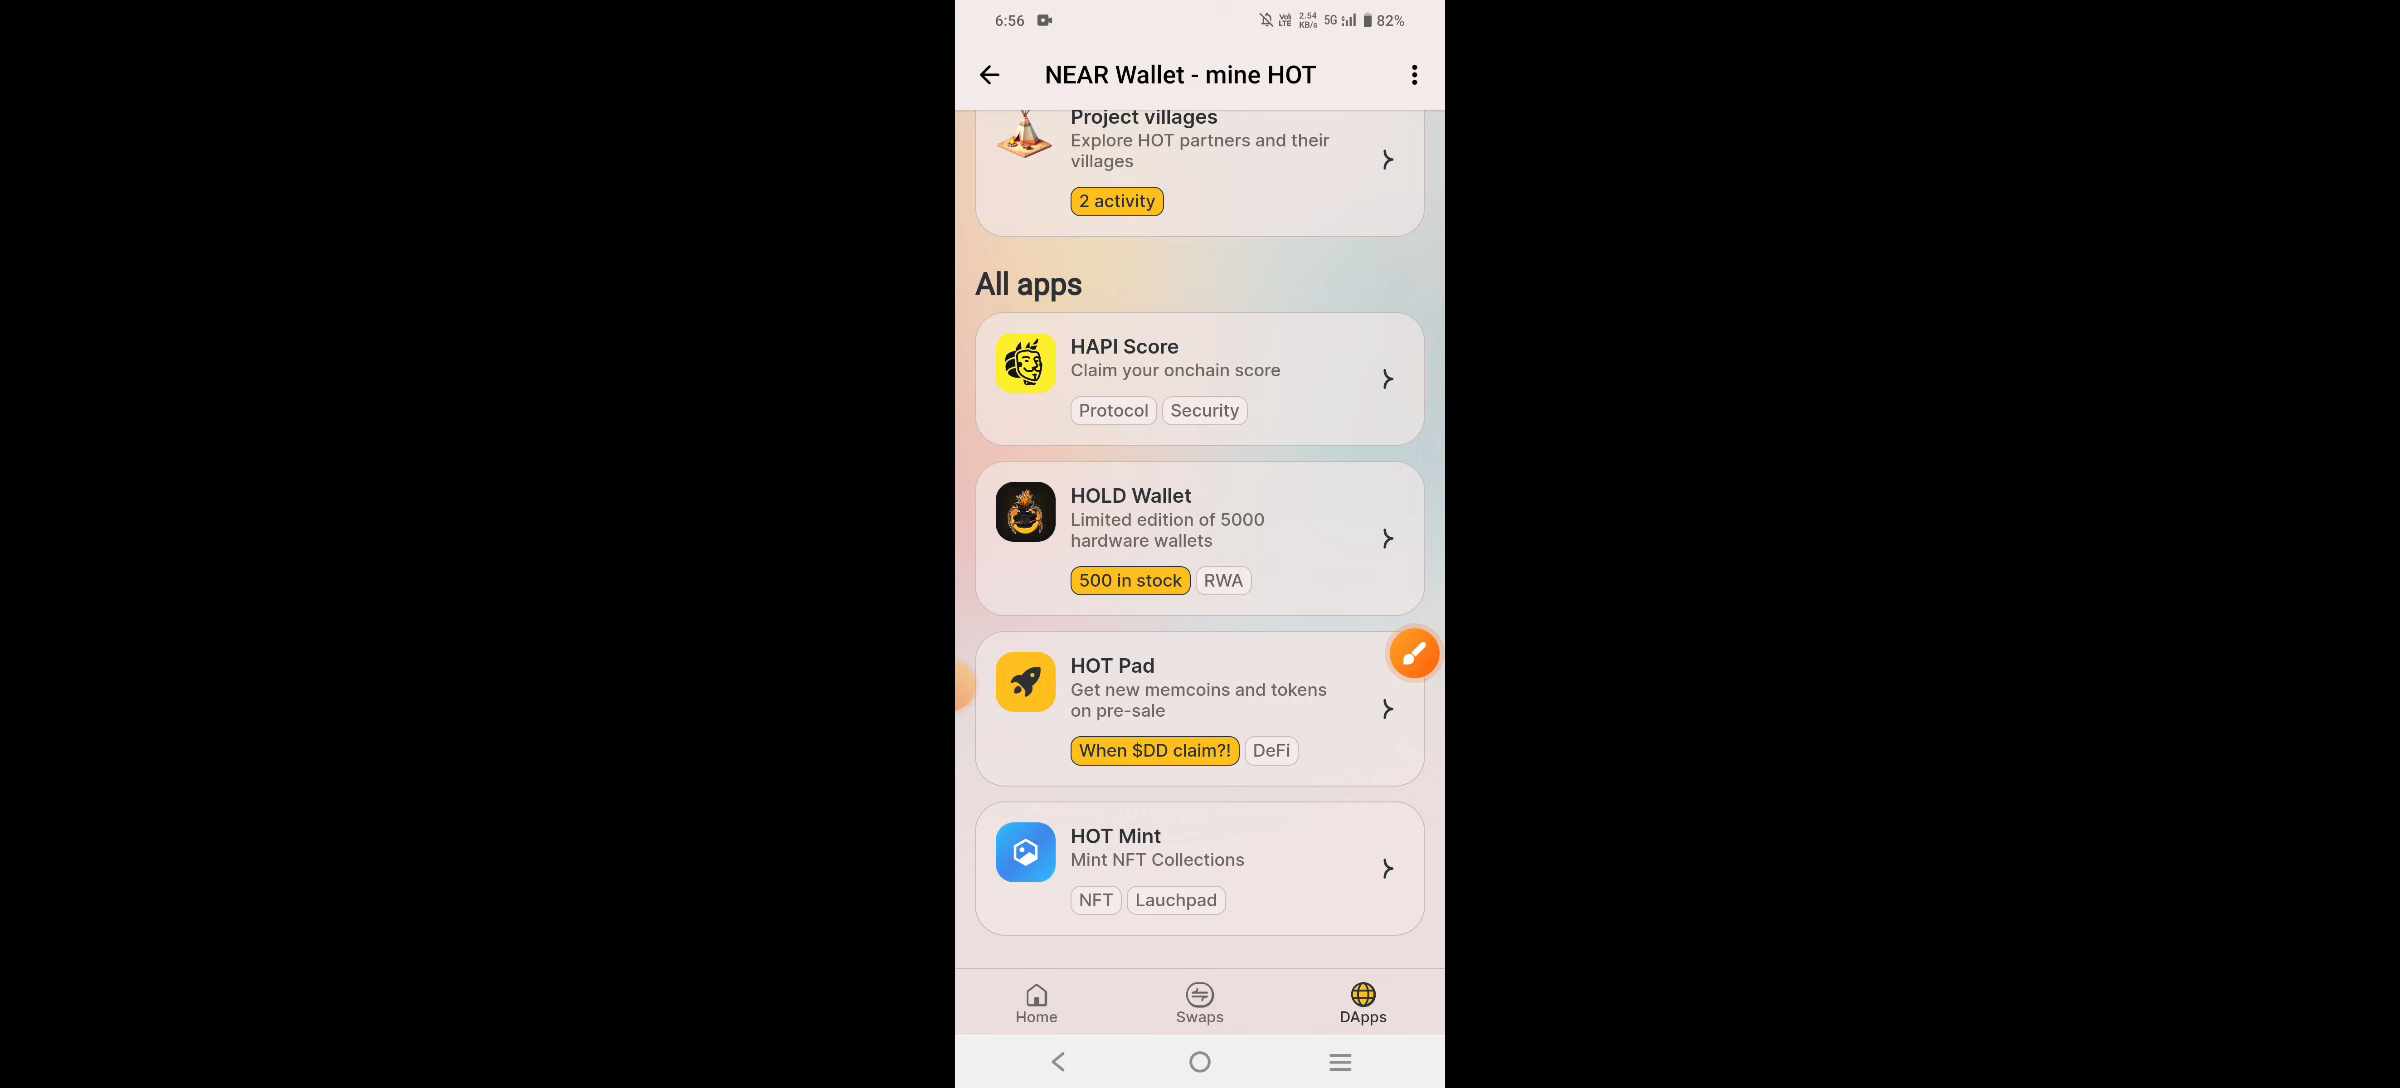 6:56
Vo) LTE
2.54 KB/s
5G
82%
NEAR Wallet - mine HOT
Project villages
Explore HOT partners and their
villages
2 activity
All apps
HAPI Score
Claim your onchain score
Protocol Security
HOLD Wallet
Limited edition of 5000
hardware wallets
500 in stock RWA
HOT Pad
Get new memcoins and tokens
on pre-sale
When $DD claim?! DeFi
HOT Mint
Mint NFT Collections
NFT Lauchpad
Home Swaps DApps